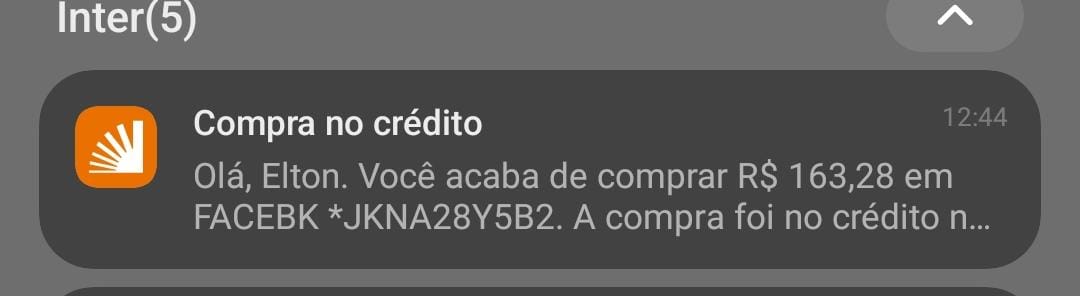 Inter(5)
Compra no crédito
12:44
Olá, Elton. Você acaba de comprar R$ 163,28 em
FACEBK *JKNA28Y5B2. A compra foi no crédito n...